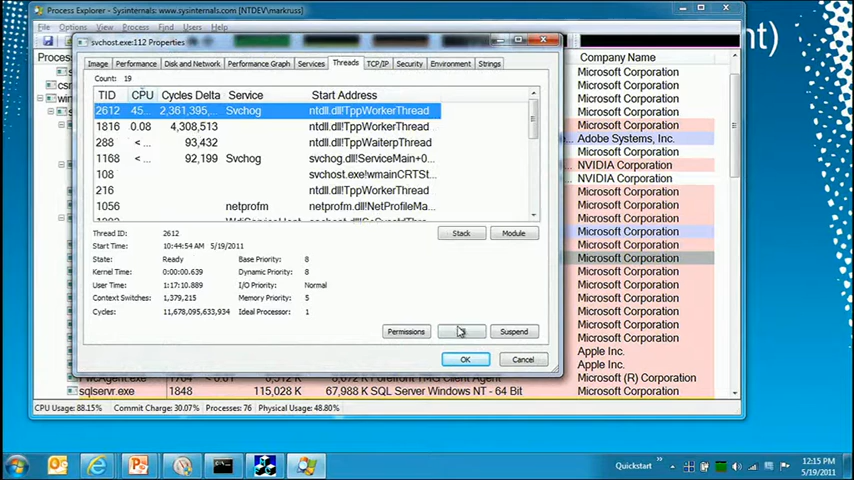 Process Explorer - Sysinternals: www.sysinternals.com [NTDEV\markruss]
File Options View Process Find Users Help
svchost.exe:112 Properties
Image Performance Disk and Network Performance Graph Services Threads TCP/IP Security Environment Strings
Count: 19
TID CPU Cycles Delta Service Start Address
2612 45... 2,361,395,... Svchog ntdll.dll!TppWorkerThread
1816 0.08 4,308,513 ntdll.dll!TppWorkerThread
288 < ... 93,432 ntdll.dll!TppWaiterpThread
1168 < ... 92,199 Svchog svchog.dll!ServiceMain+0...
108 svchost.exe!wmainCRTSt...
216 ntdll.dll!TppWorkerThread
1056 netprofm netprofm.dll!NetProfileMa...
Thread ID: 2612
Stack Module
Start Time: 10:44:54 AM 5/19/2011
State: Ready Base Priority: 8
Kernel Time: 0:00:00.639 Dynamic Priority: 8
User Time: 1:17:10.889 I/O Priority: Normal
Context Switches: 1,379,215 Memory Priority: 5
Cycles: 11,678,095,633,934 Ideal Processor: 1
Permissions Suspend
OK Cancel
Company Name
Microsoft Corporation
Microsoft Corporation
Microsoft Corporation
Microsoft Corporation
Microsoft Corporation
Adobe Systems, Inc.
Microsoft Corporation
NVIDIA Corporation
NVIDIA Corporation
Microsoft Corporation
Microsoft Corporation
Microsoft Corporation
Microsoft Corporation
Microsoft Corporation
Microsoft Corporation
Microsoft Corporation
Microsoft Corporation
Microsoft Corporation
Microsoft Corporation
Microsoft Corporation
Microsoft Corporation
Apple Inc.
Apple Inc.
Microsoft (R) Corporation
Microsoft Corporation
sqlservr.exe 1848 115,028 K 67,988 K SQL Server Windows NT - 64 Bit
CPU Usage: 88.15% Commit Charge: 30.07% Processes: 76 Physical Usage: 48.80%
Quickstart
12:15 PM
5/19/2011